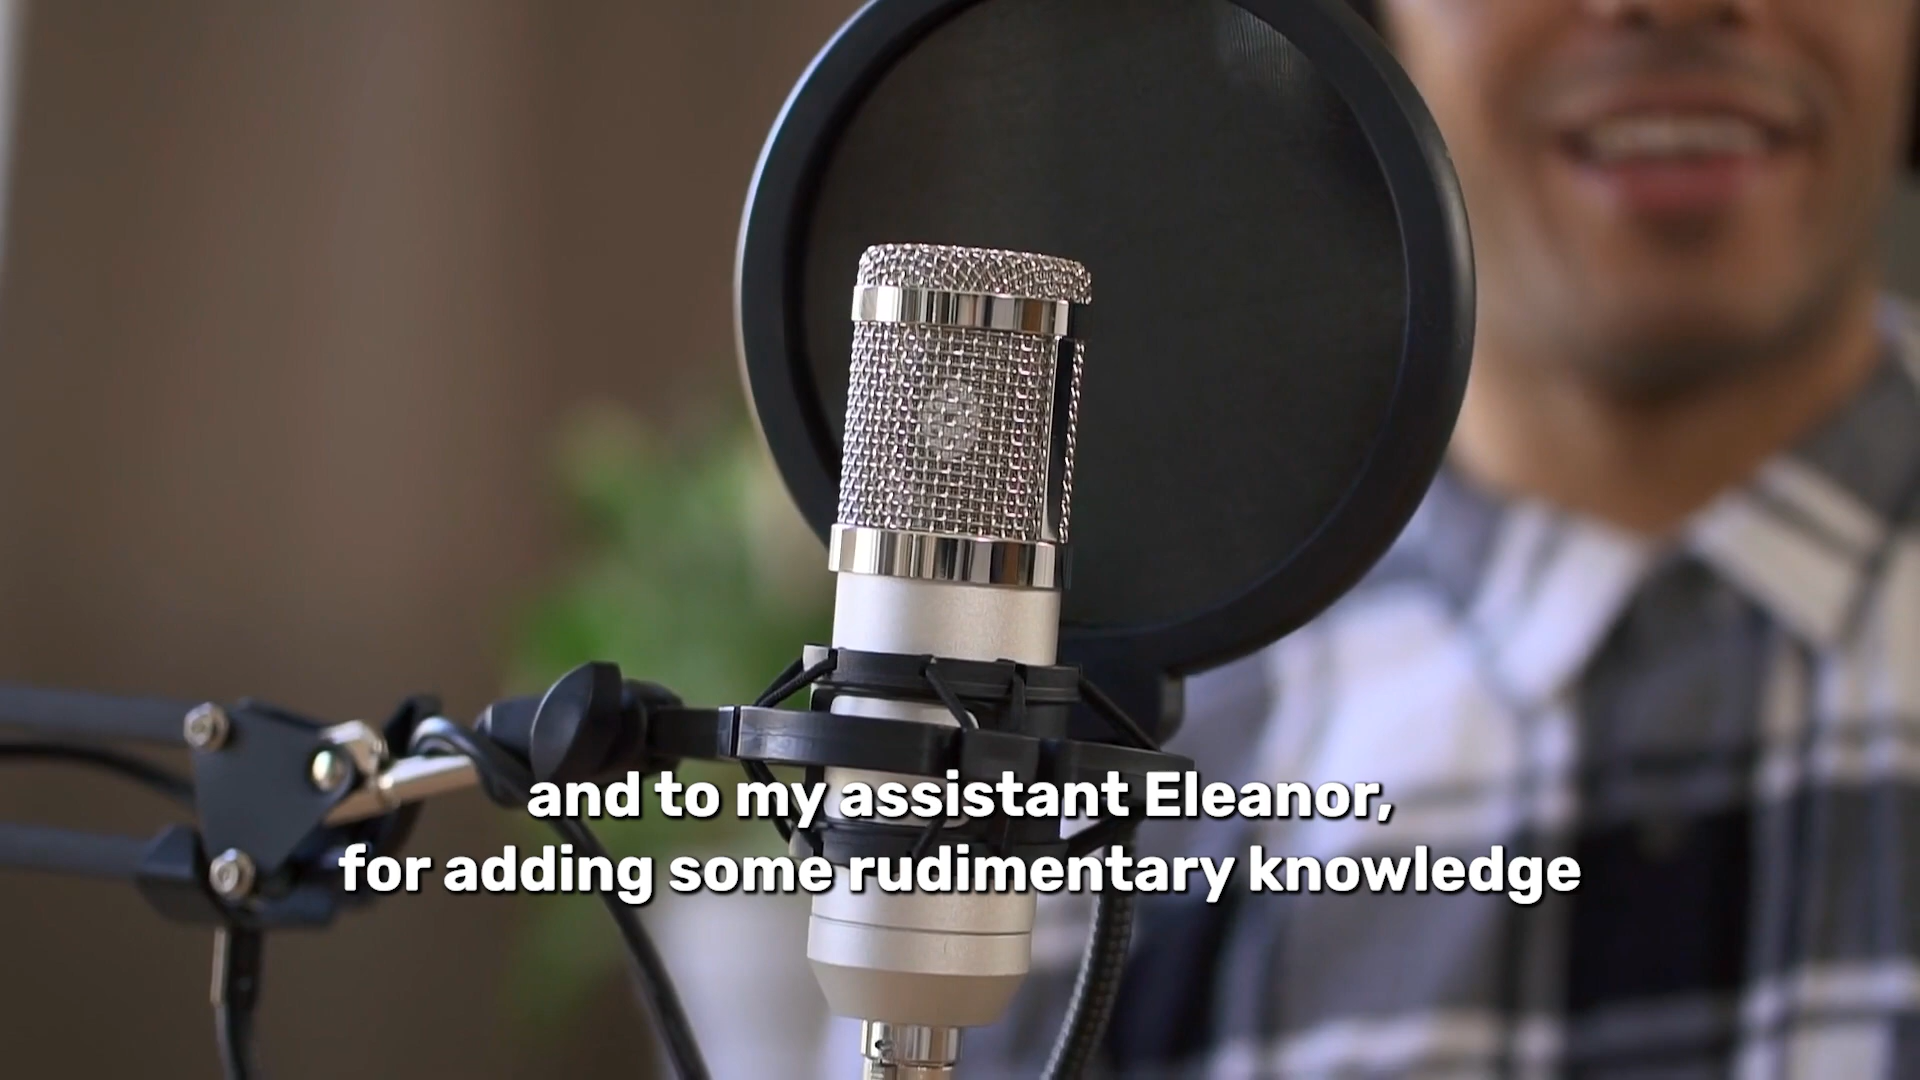 and to my assistant Eleanor,
for adding some rudimentary knowledge